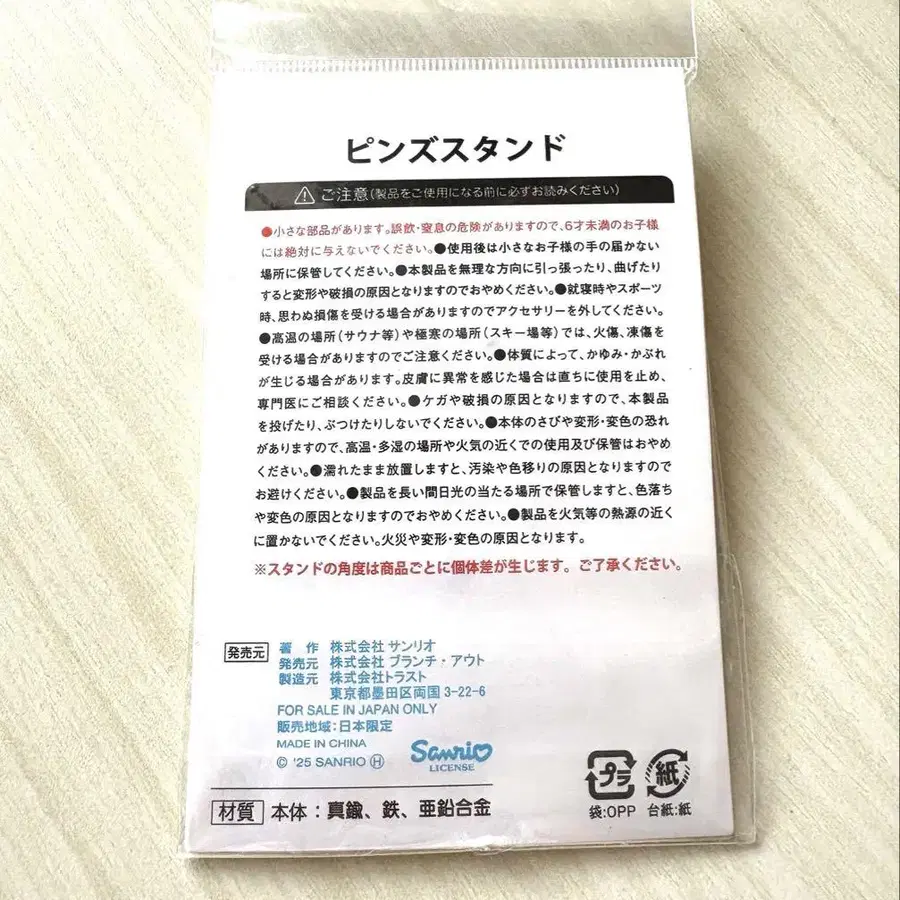 ピンズスタンド
ご注意(製品をご使用になる前に必ずお読みください)
●小さな部品があります。誤飲・窒息の危険がありますので、6才未満のお子様
には絶対に与えないでください。●使用後は小さなお子様の手の届かない
場所に保管してください。●本製品を無理な方向に引っ張ったり、曲げたり
すると変形や破損の原因となりますのでおやめください。●就寝時やスポーツ
時、思わぬ損傷を受ける場合がありますのでアクセサリーを外してください。
●高温の場所(サウナ等)や極寒の場所(スキー場等)では、火傷、凍傷を
受ける場合がありますのでご注意ください。●体質によって、かゆみ・かぶれ
が生じる場合があります。皮膚に異常を感じた場合は直ちに使用を止め、
専門医にご相談ください。●ケガや破損の原因となりますので、本製品
を投げたり、ぶつけたりしないでください。●本体のさびや変形・変色の恐れ
がありますので、高温・多湿の場所や火気の近くでの使用及び保管はおやめ
ください。●濡れたまま放置しますと、汚染や色移りの原因となりますので
お避けください。●製品を長い間日光の当たる場所で保管しますと、色落ち
や変色の原因となりますのでおやめください。●製品を火気等の熱源の近く
に置かないでください。火災や変形・変色の原因となります。
※スタンドの角度は商品ごとに個体差が生じます。ご了承ください。
発売元 著 作 株式会社 サンリオ
発売元 株式会社 ブランチ・アウト
製造元 株式会社トラスト
東京都墨田区両国 3-22-6
FOR SALE IN JAPAN ONLY
販売地域:日本限定
MADE IN CHINA
© '25 SANRIO Ⓗ
Sanrio
LICENSE
プラ
紙
袋:OPP 台紙:紙
材質 本体:真鍮、鉄、亜鉛合金